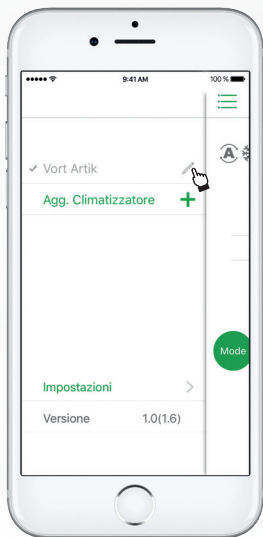 9:41 AM 100 %
A
Vort Artik
Agg. Climatizzatore +
Mode
Impostazioni
Versione 1.0(1.6)